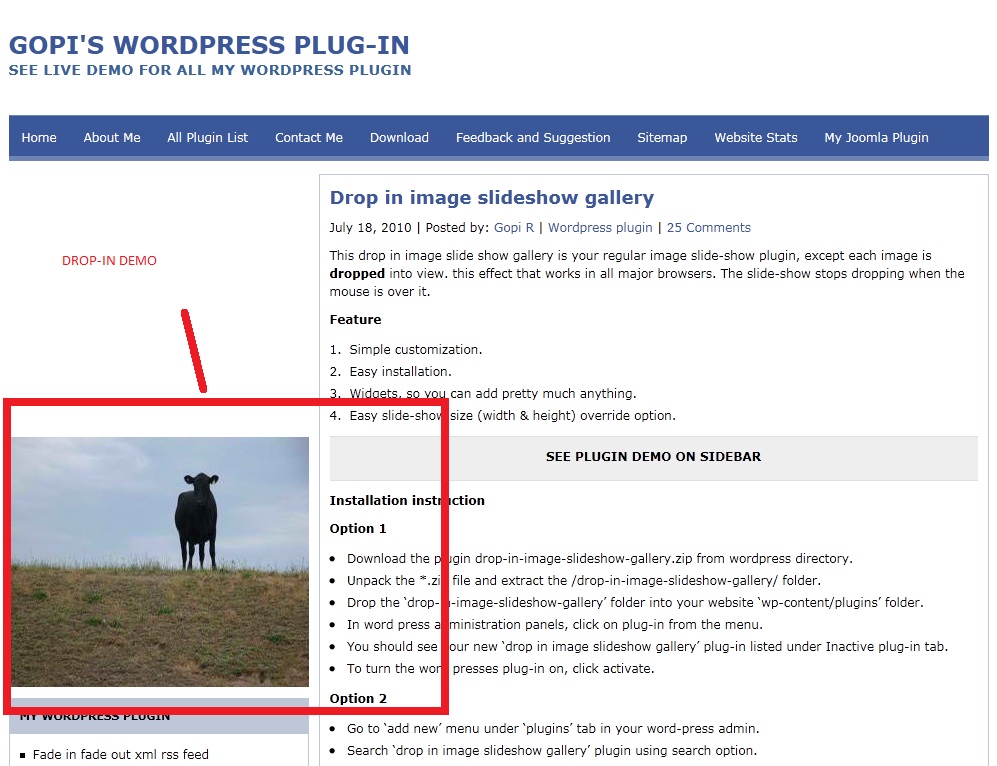 GOPI'S WORDPRESS PLUG-IN
SEE LIVE DEMO FOR ALL MY WORDPRESS PLUGIN
Home About Me All Plugin List Contact Me Download Feedback and Suggestion Sitemap Website Stats My Joomla Plugin
DROP-IN DEMO
MY WORDPRESS PLUGIN
Fade in fade out xml rss feed
Drop in image slideshow gallery
July 18, 2010 | Posted by: Gopi R | Wordpress plugin | 25 Comments
This drop in image slide show gallery is your regular image slide-show plugin, except each image is
dropped into view. this effect that works in all major browsers. The slide-show stops dropping when the
mouse is over it.
Feature
1. Simple customization.
2. Easy installation.
3. Widgets, so you can add pretty much anything.
4. Easy slide-show size (width & height) override option.
SEE PLUGIN DEMO ON SIDEBAR
Installation instruction
Option 1
• Download the plugin drop-in-image-slideshow-gallery.zip from wordpress directory.
• Unpack the *.zip file and extract the /drop-in-image-slideshow-gallery/ folder.
• Drop the ‘drop-in-image-slideshow-gallery’ folder into your website ‘wp-content/plugins’ folder.
• In word press administration panels, click on plug-in from the menu.
• You should see your new ‘drop in image slideshow gallery’ plug-in listed under Inactive plug-in tab.
• To turn the word presses plug-in on, click activate.
Option 2
• Go to ‘add new’ menu under ‘plugins’ tab in your word-press admin.
• Search ‘drop in image slideshow gallery’ plugin using search option.